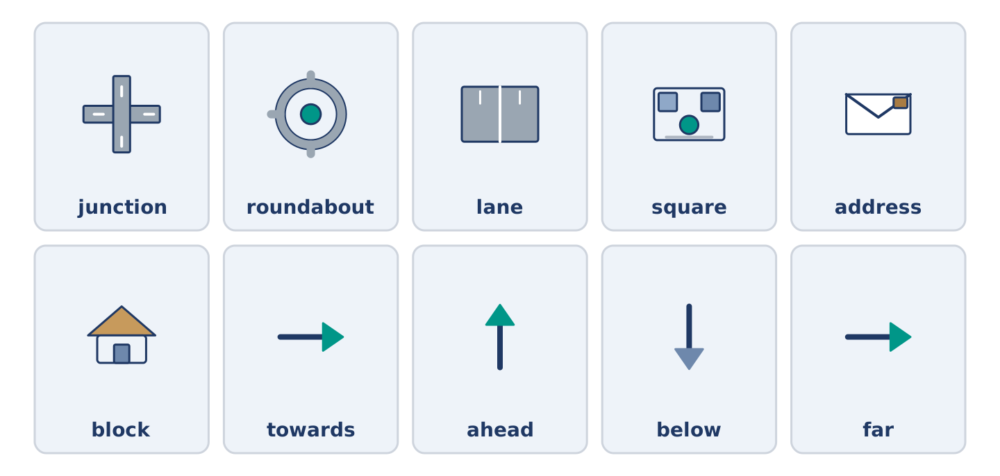 junction
roundabout
lane
square
address
block
towards
ahead
below
far